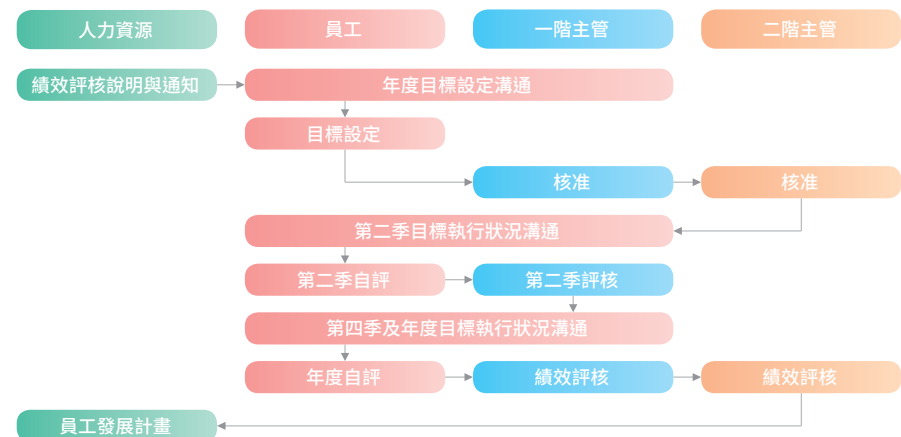 人力資源
員工
一階主管
二階主管
績效評核說明與通知
年度目標設定溝通
目標設定
核准
核准
第二季目標執行狀況溝通
第二季自評
第二季評核
第四季及年度目標執行狀況溝通
年度自評
績效評核
績效評核
員工發展計畫